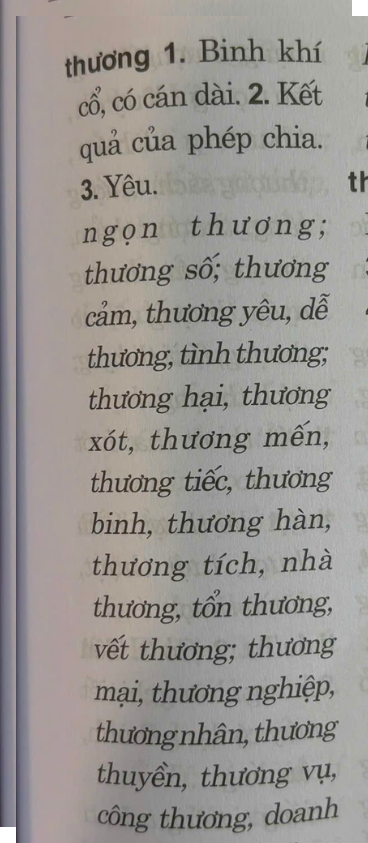 thương 1. Binh khí
cổ, có cán dài. 2. Kết
quả của phép chia.
3. Yêu.
ngọn thương;
thương số; thương
cảm, thương yêu, dễ
thương, tình thương;
thương hại, thương
xót, thương mến,
thương tiếc, thương
binh, thương hàn,
thương tích, nhà
thương, tổn thương,
vết thương; thương
mại, thương nghiệp,
thương nhân, thương
thuyền, thương vụ,
công thương, doanh